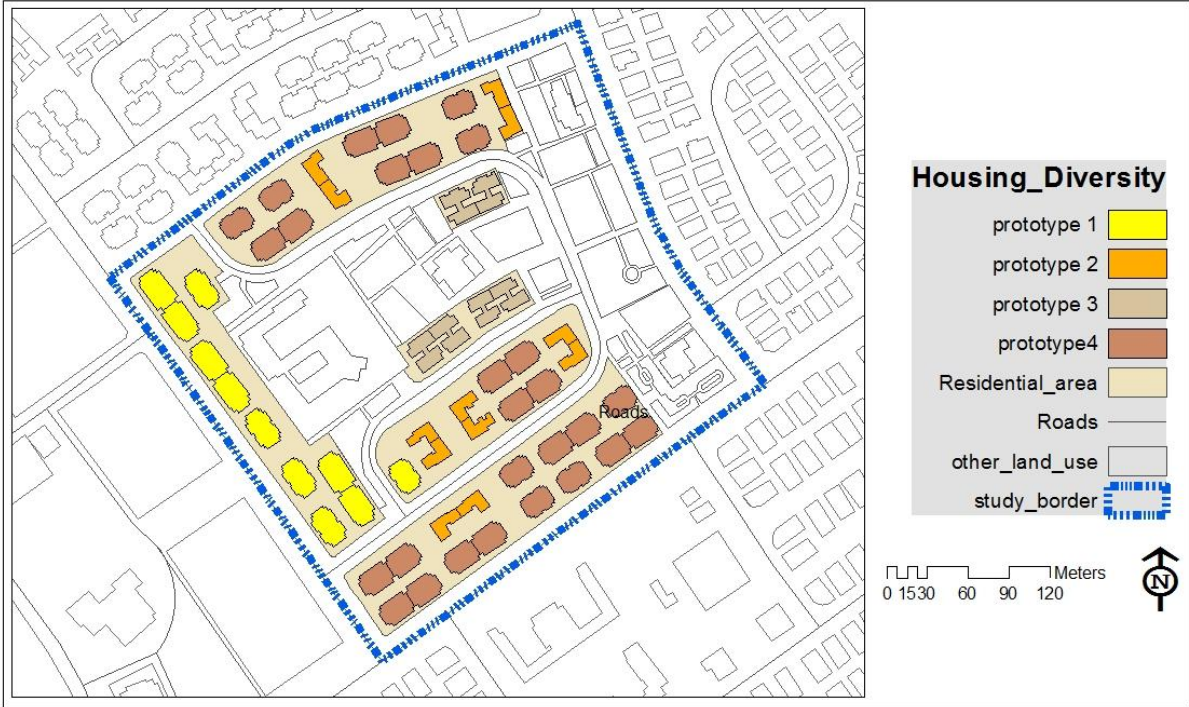 Housing_Diversity
prototype 1
prototype 2
prototype 3
prototype4
Residential_area
Roads
other_land_use
study_border
Roads
Meters
0 15 30 60 90 120
N